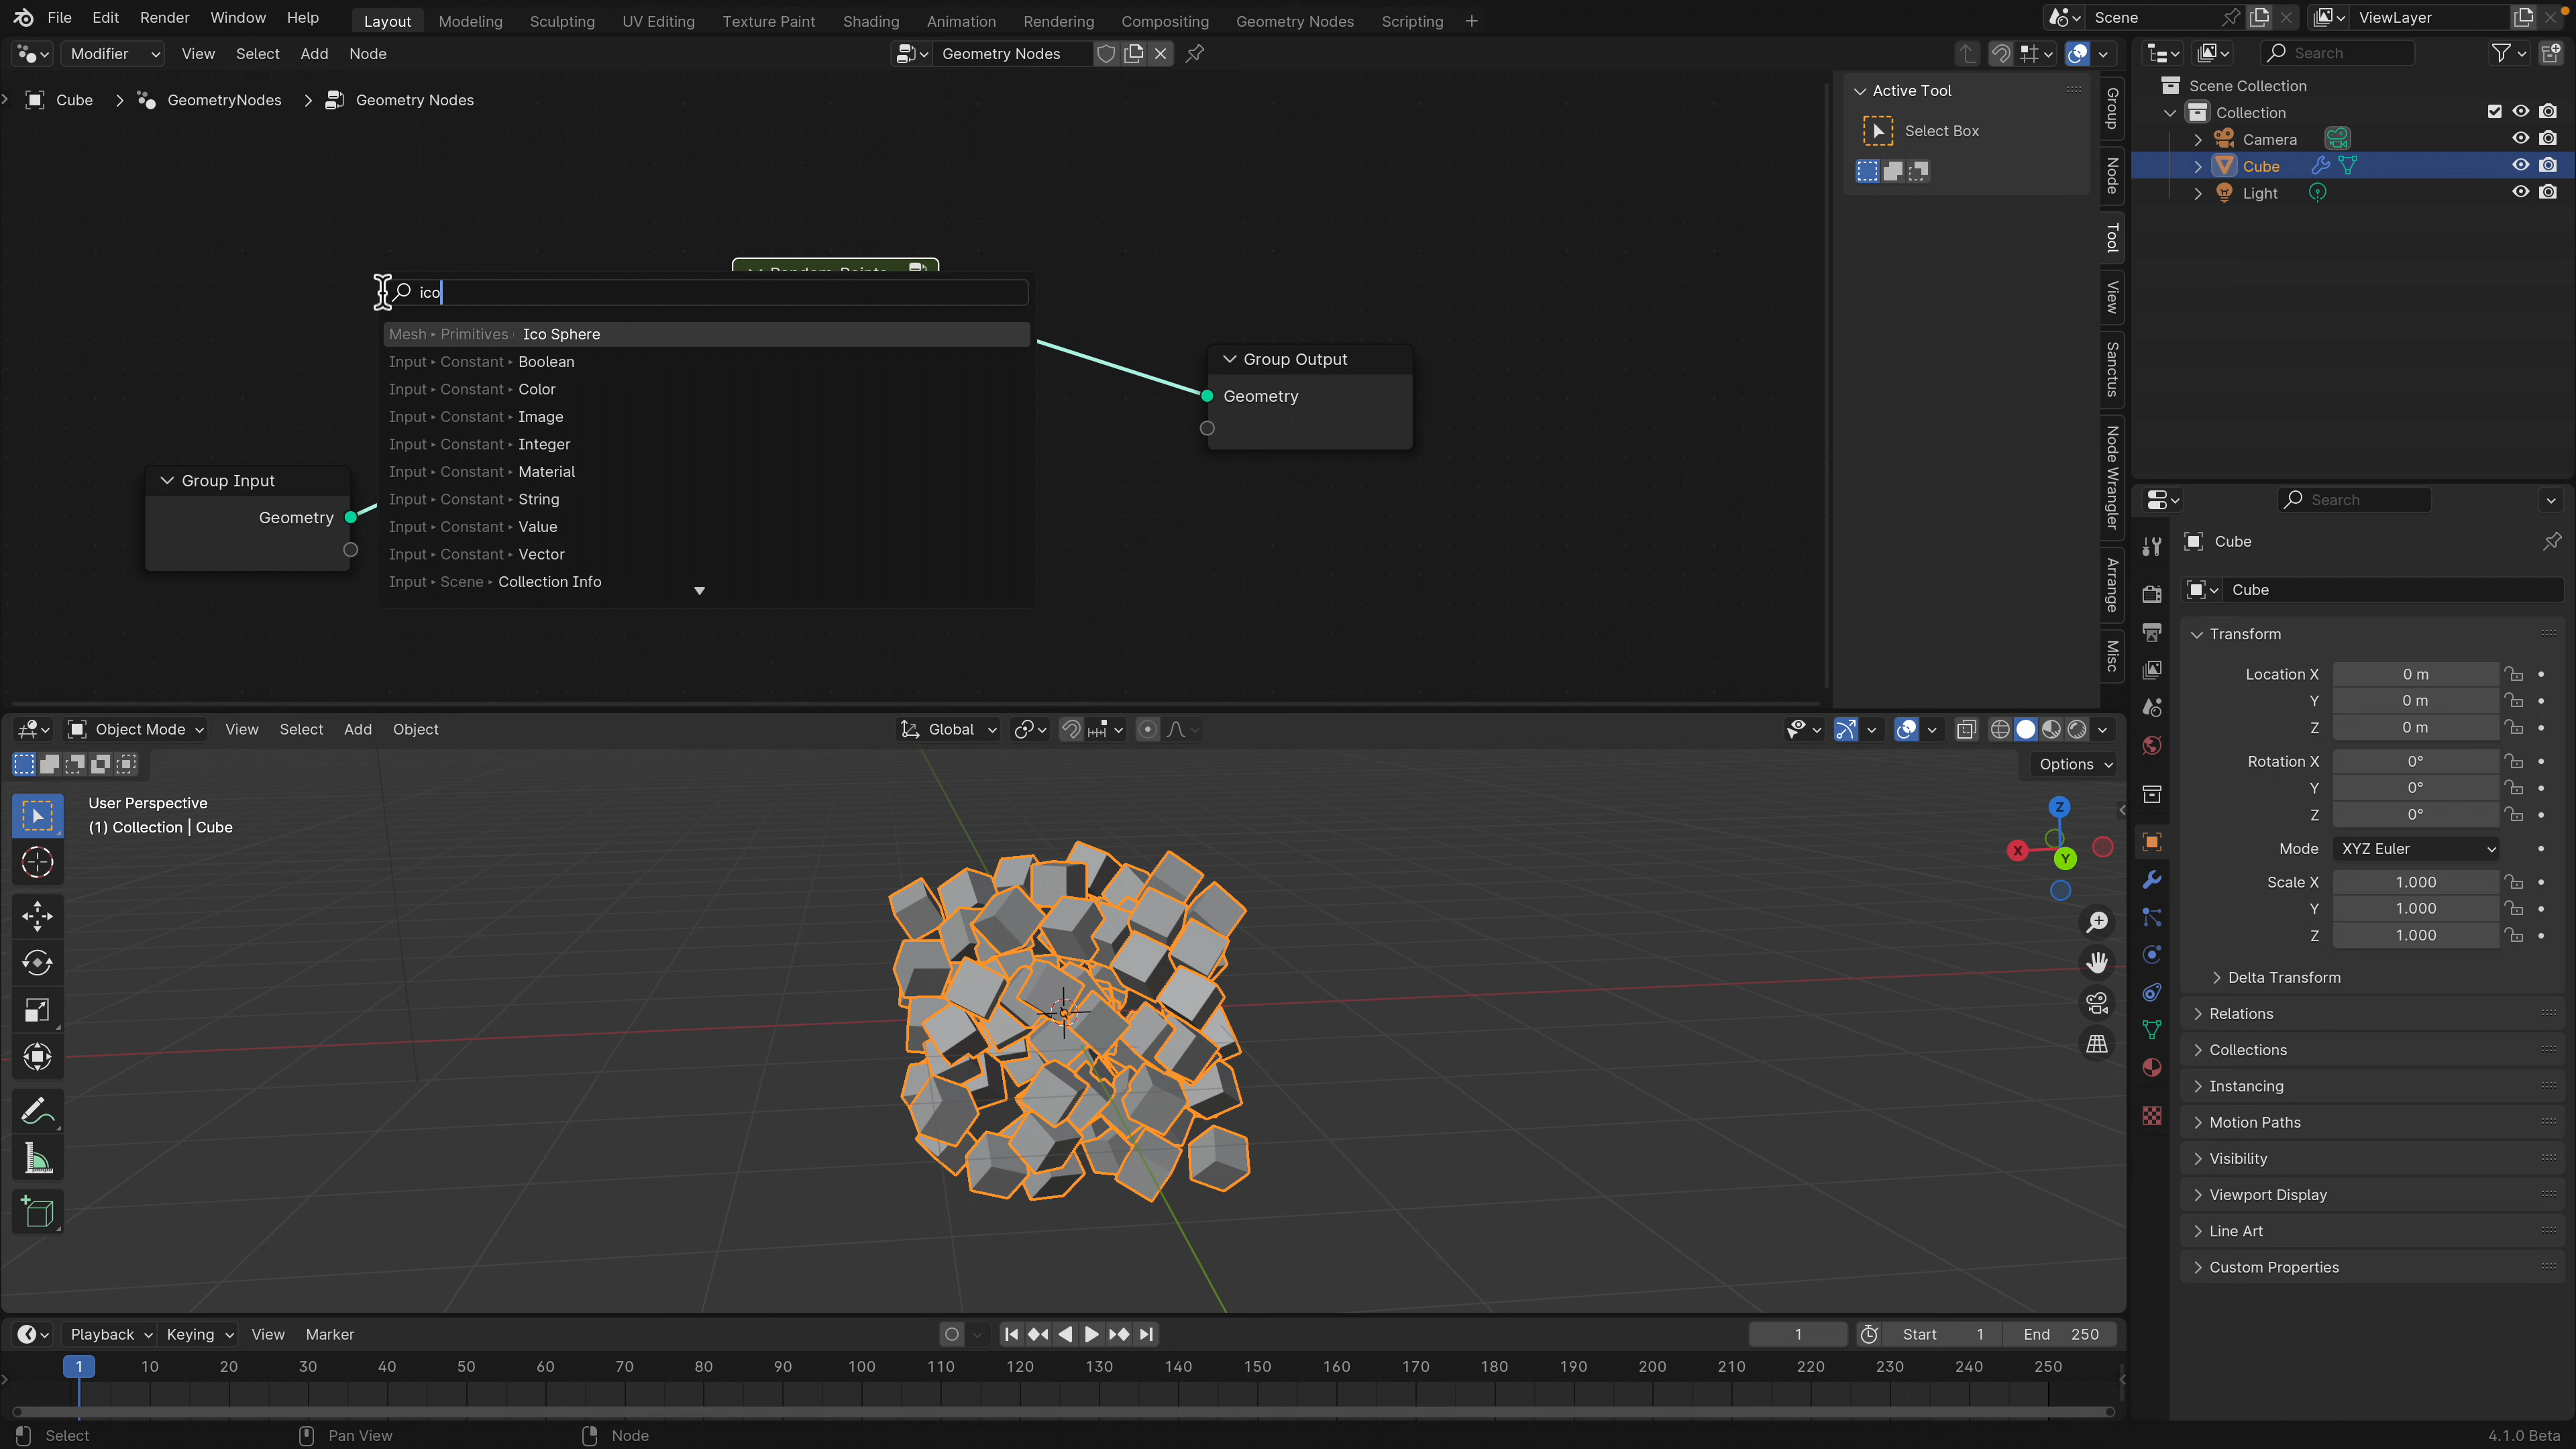 File Edit Render Window Help Layout Modeling Sculpting UV Editing Texture Paint Shading Animation Rendering Compositing Geometry Nodes Scripting + Scene ViewLayer
Modifier View Select Add Node Geometry Nodes Search
Cube > GeometryNodes > Geometry Nodes
Active Tool
Select Box
Group
Node
Tool
View
Sanctus
Node Wrangler
Arrange
Misc
Scene Collection
Collection
Camera
Cube
Light
Random Points
ico
Mesh ▸ Primitives Ico Sphere
Input ▸ Constant ▸ Boolean
Input ▸ Constant ▸ Color
Input ▸ Constant ▸ Image
Input ▸ Constant ▸ Integer
Input ▸ Constant ▸ Material
Input ▸ Constant ▸ String
Input ▸ Constant ▸ Value
Input ▸ Constant ▸ Vector
Input ▸ Scene ▸ Collection Info
Group Output
Geometry
Group Input
Geometry
Search
Cube
Cube
Transform
Location X 0 m
Y 0 m
Z 0 m
Rotation X 0°
Y 0°
Z 0°
Mode XYZ Euler
Scale X 1.000
Y 1.000
Z 1.000
Delta Transform
Relations
Collections
Instancing
Motion Paths
Visibility
Viewport Display
Line Art
Custom Properties
Object Mode View Select Add Object Global
Options
User Perspective
(1) Collection | Cube
Z
X
Y
Playback Keying View Marker 1 Start 1 End 250
1 10 20 30 40 50 60 70 80 90 100 110 120 130 140 150 160 170 180 190 200 210 220 230 240 250
Select Pan View Node 4.1.0 Beta